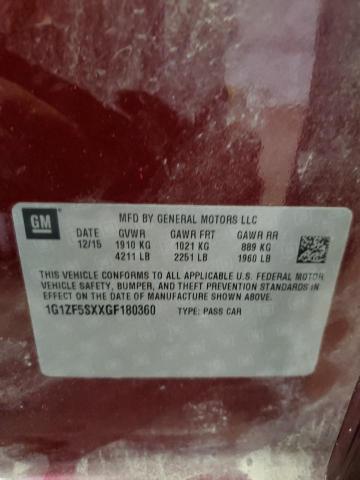 GM
MFD BY GENERAL MOTORS LLC
DATE GVWR GAWR FRT GAWR RR
12/15 1910 KG 1021 KG 889 KG
4211 LB 2251 LB 1960 LB
THIS VEHICLE CONFORMS TO ALL APPLICABLE U.S. FEDERAL MOTOR
VEHICLE SAFETY, BUMPER, AND THEFT PREVENTION STANDARDS IN
EFFECT ON THE DATE OF MANUFACTURE SHOWN ABOVE.
1G1ZF5SXXGF180360 TYPE: PASS CAR